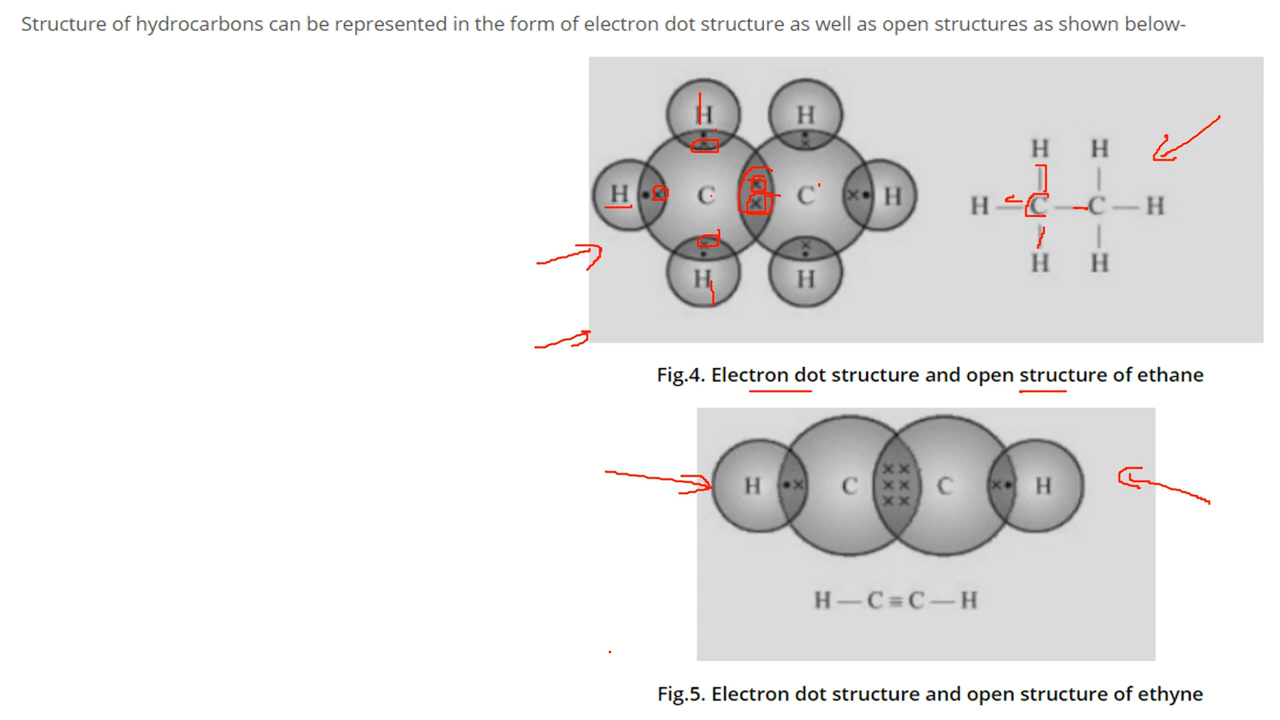 Structure of hydrocarbons can be represented in the form of electron dot structure as well as open structures as shown below-
H H
H H
H C C H
H — C — C — H
H H
H H
Fig.4. Electron dot structure and open structure of ethane
H C C H
H — C ≡ C — H
Fig.5. Electron dot structure and open structure of ethyne